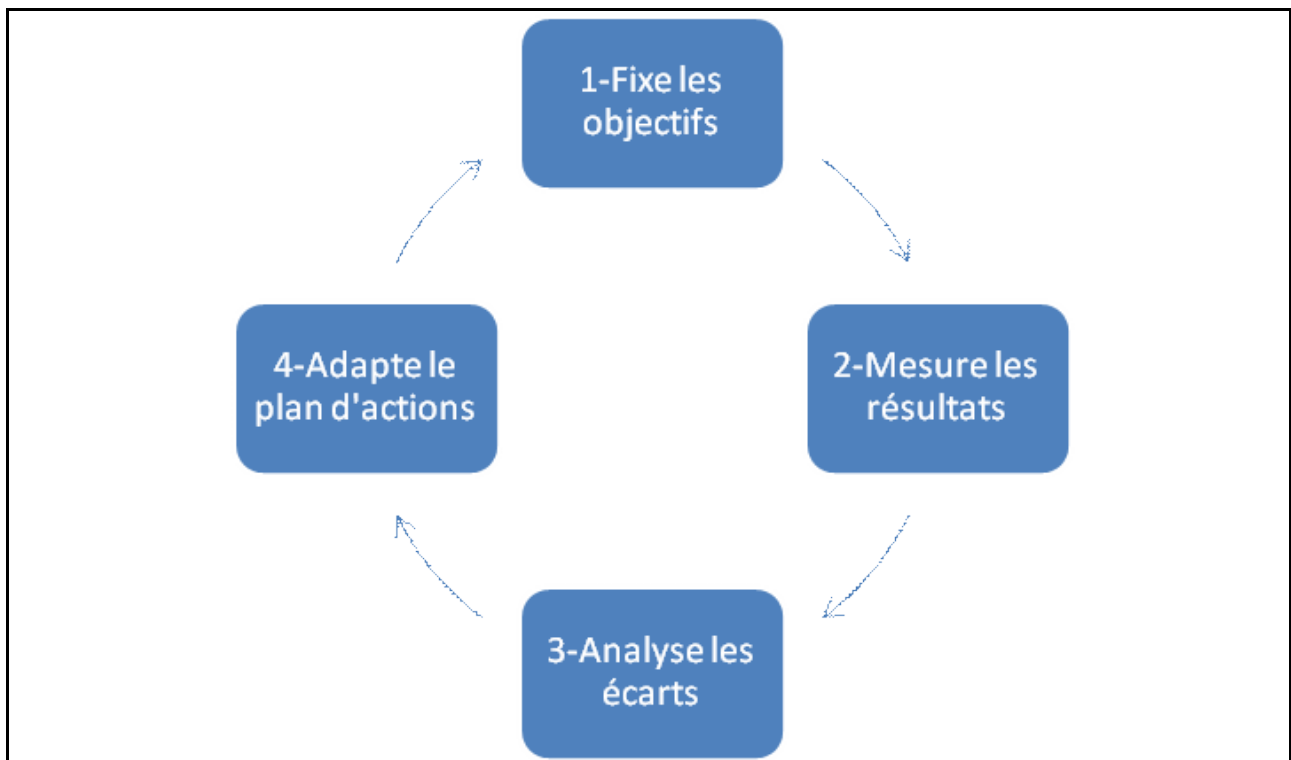 1-Fixe les
objectifs
2-Mesure les
résultats
3-Analyse les
écarts
4-Adapte le
plan d'actions